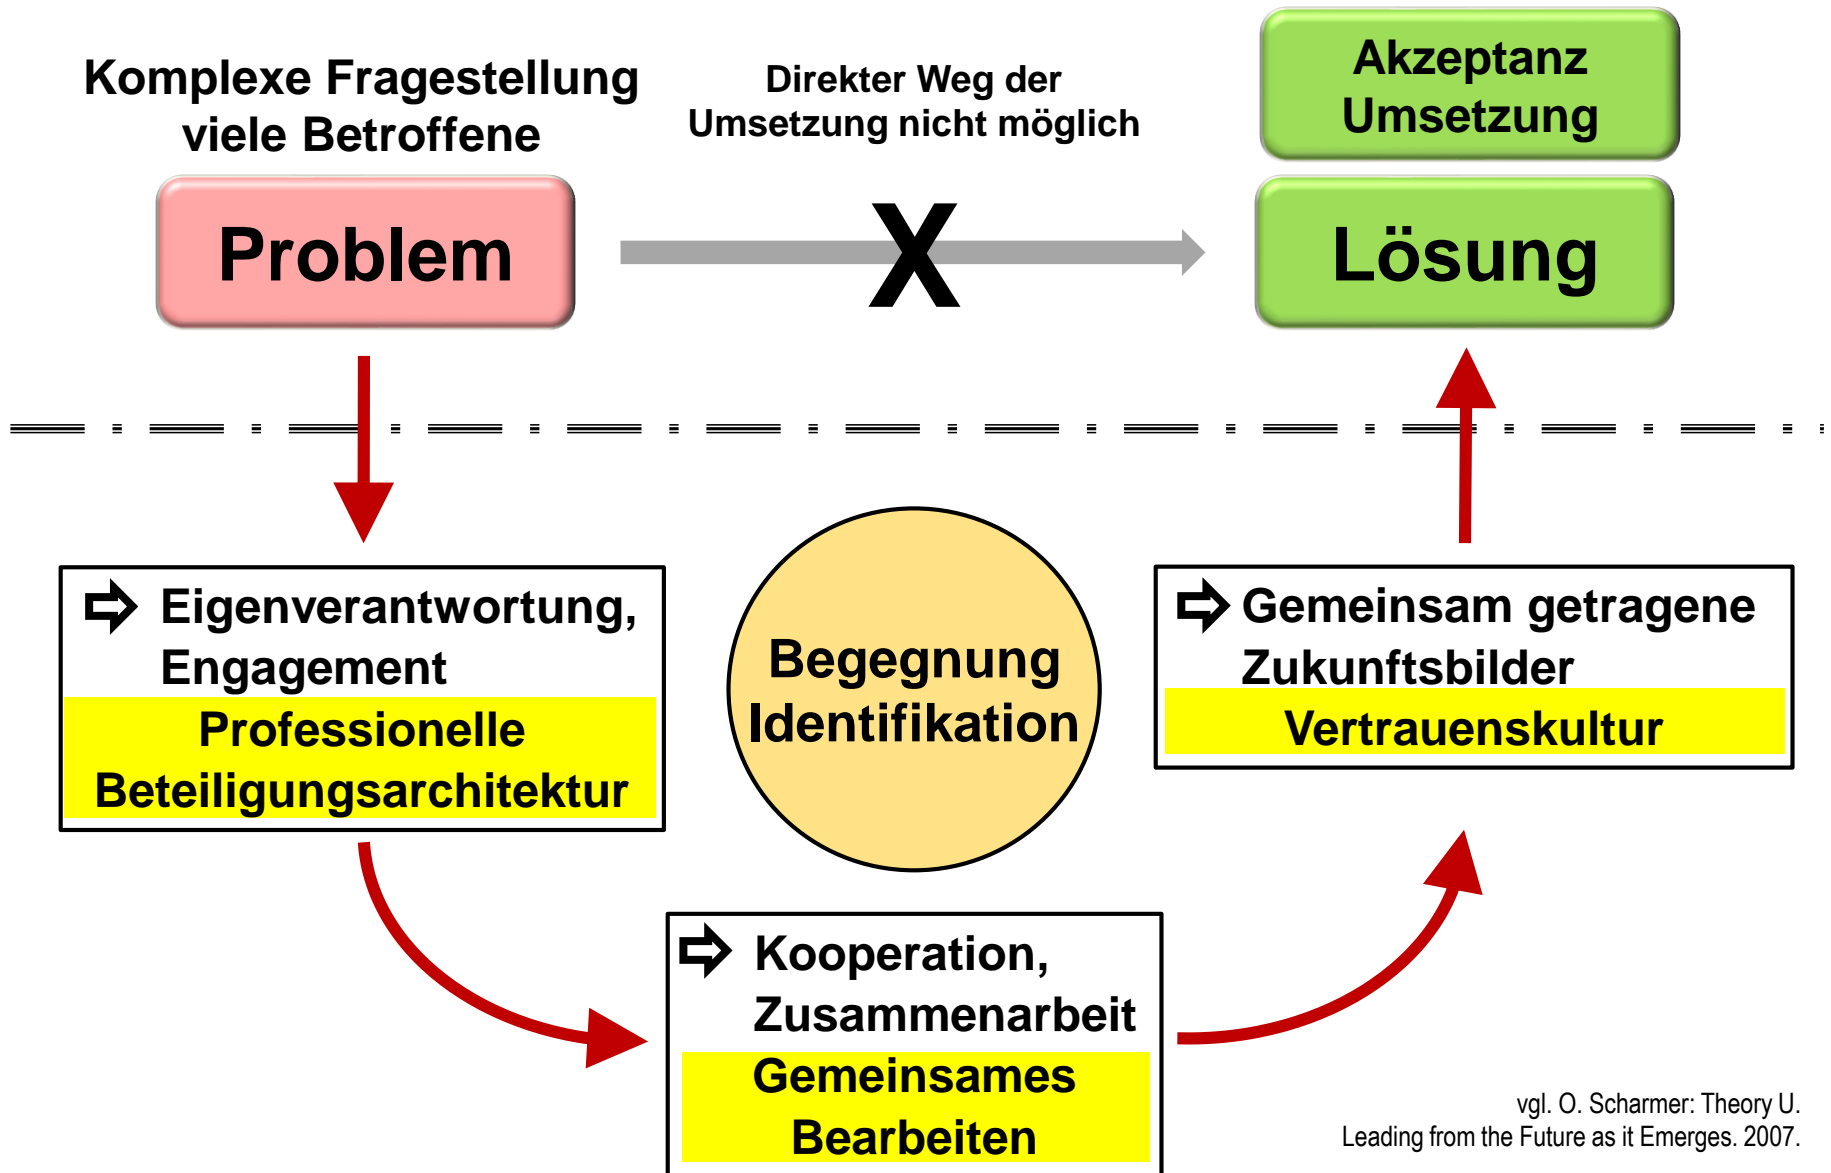 Komplexe Fragestellung
viele Betroffene
Direkter Weg der
Umsetzung nicht möglich
Akzeptanz
Umsetzung
Problem
X
Lösung
Eigenverantwortung,
Engagement
Professionelle
Beteiligungsarchitektur
Begegnung
Identifikation
Gemeinsam getragene
Zukunftsbilder
Vertrauenskultur
Kooperation,
Zusammenarbeit
Gemeinsames
Bearbeiten
vgl. O. Scharmer: Theory U.
Leading from the Future as it Emerges. 2007.